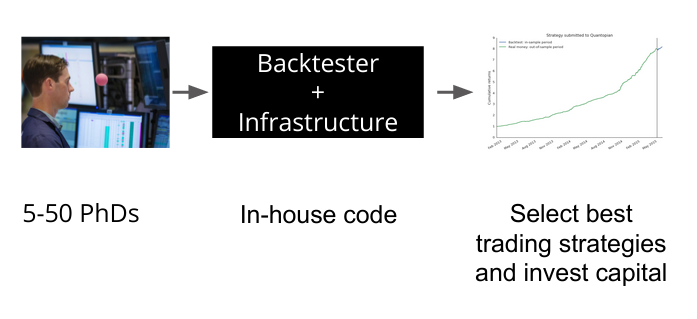 Strategy submitted to Quantopian
Backtest: in-sample period
Real money: out-of-sample period
Cumulative returns
Backtester
+
Infrastructure
5-50 PhDs
In-house code
Select best
trading strategies
and invest capital